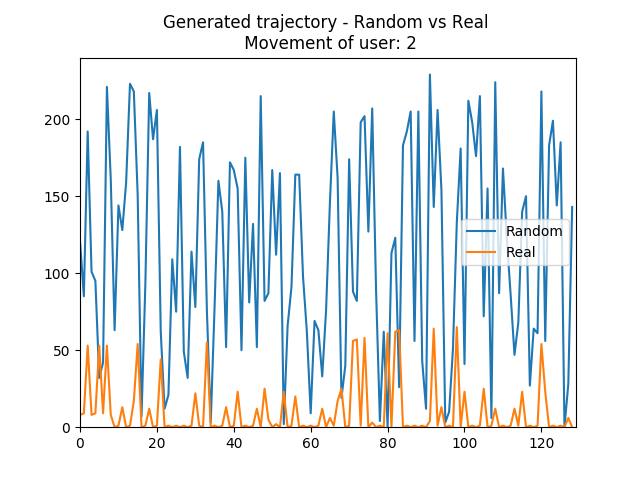 Generated trajectory - Random vs Real
Movement of user: 2
200
150
100
50
0
Random
Real
0 20 40 60 80 100 120